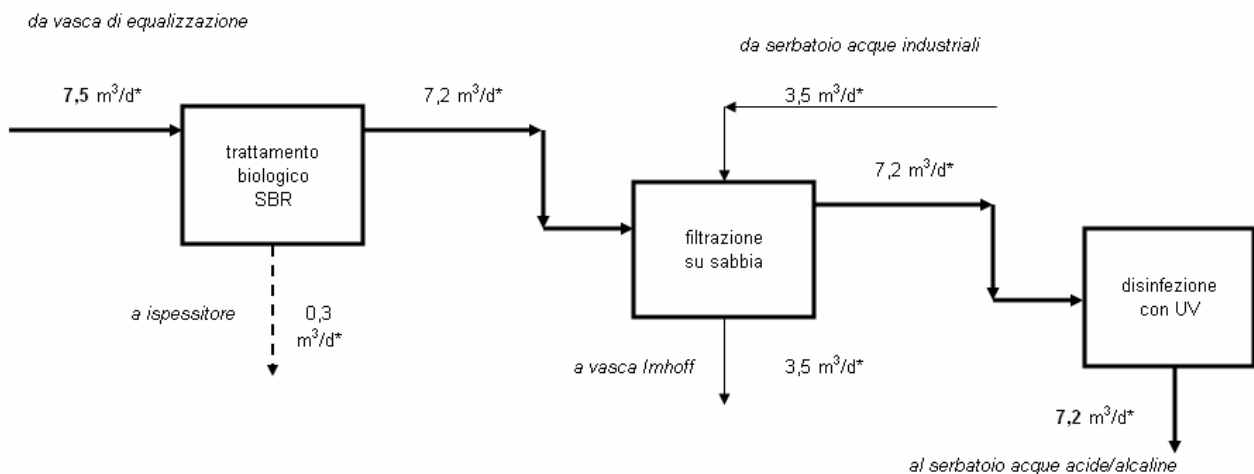 da vasca di equalizzazione
da serbatoio acque industriali
7,5 m³/d*
7,2 m³/d*
3,5 m³/d*
trattamento
biologico
SBR
7,2 m³/d*
filtrazione
su sabbia
disinfezione
con UV
a ispessitore
0,3
m³/d*
a vasca Imhoff
3,5 m³/d*
7,2 m³/d*
al serbatoio acque acide/alcaline